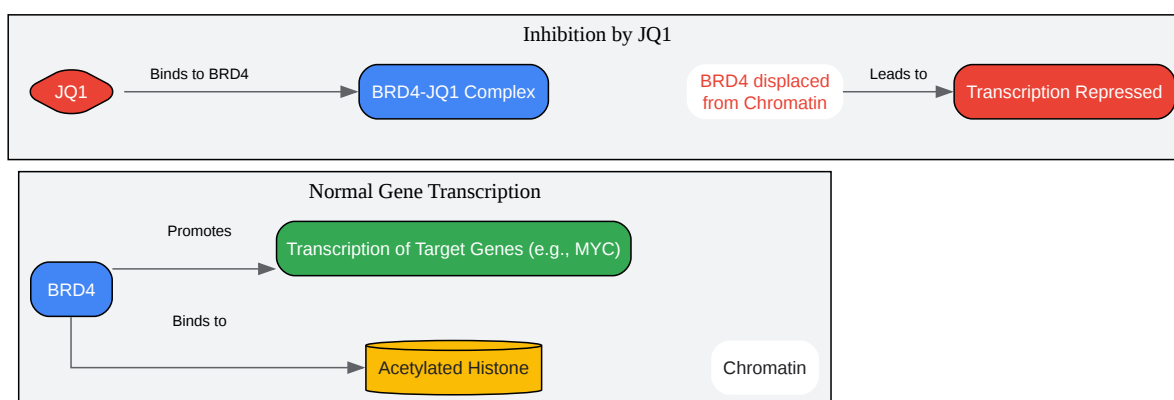 Inhibition by JQ1
JQ1
Binds to BRD4
BRD4-JQ1 Complex
BRD4 displaced
from Chromatin
Leads to
Transcription Repressed
Normal Gene Transcription
Promotes
Transcription of Target Genes (e.g., MYC)
BRD4
Binds to
Acetylated Histone
Chromatin